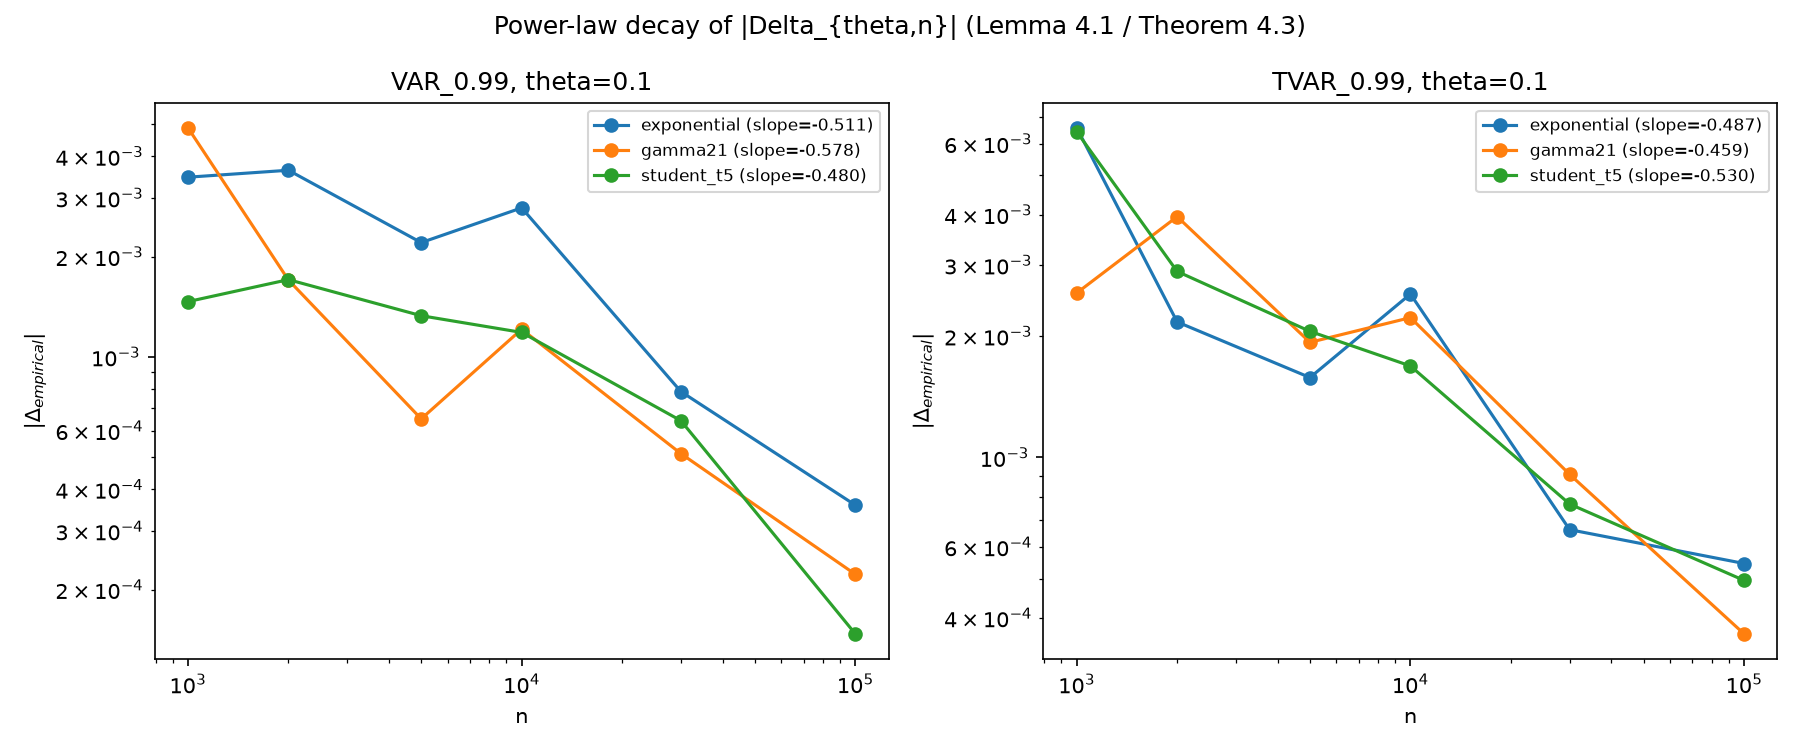 Power-law decay of |Delta_{theta,n}| (Lemma 4.1 / Theorem 4.3)
VAR_0.99, theta=0.1
exponential (slope=-0.511)
gamma21 (slope=-0.578)
student_t5 (slope=-0.480)
4 × 10⁻³
3 × 10⁻³
2 × 10⁻³
10⁻³
6 × 10⁻⁴
4 × 10⁻⁴
3 × 10⁻⁴
2 × 10⁻⁴
|Δ_empirical|
10³
10⁴
10⁵
n
TVAR_0.99, theta=0.1
exponential (slope=-0.487)
gamma21 (slope=-0.459)
student_t5 (slope=-0.530)
6 × 10⁻³
4 × 10⁻³
3 × 10⁻³
2 × 10⁻³
10⁻³
6 × 10⁻⁴
4 × 10⁻⁴
|Δ_empirical|
10³
10⁴
10⁵
n